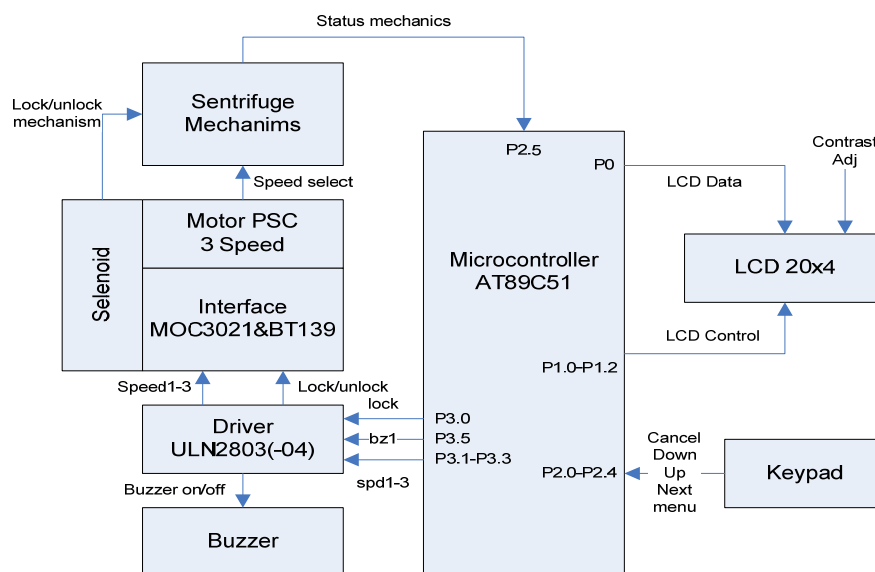 Status mechanics
Sentrifuge
Mechanims
Lock/unlock
mechanism
Speed select
Selenoid
Motor PSC
3 Speed
Interface
MOC3021&BT139
Speed1-3
Lock/unlock
Driver
ULN2803(-04)
Buzzer on/off
Buzzer
lock
bz1
spd1-3
P2.5
P0
Microcontroller
AT89C51
P1.0-P1.2
P3.0
P3.5
P3.1-P3.3
P2.0-P2.4
LCD Data
Contrast
Adj
LCD 20x4
LCD Control
Cancel
Down
Up
Next
menu
Keypad